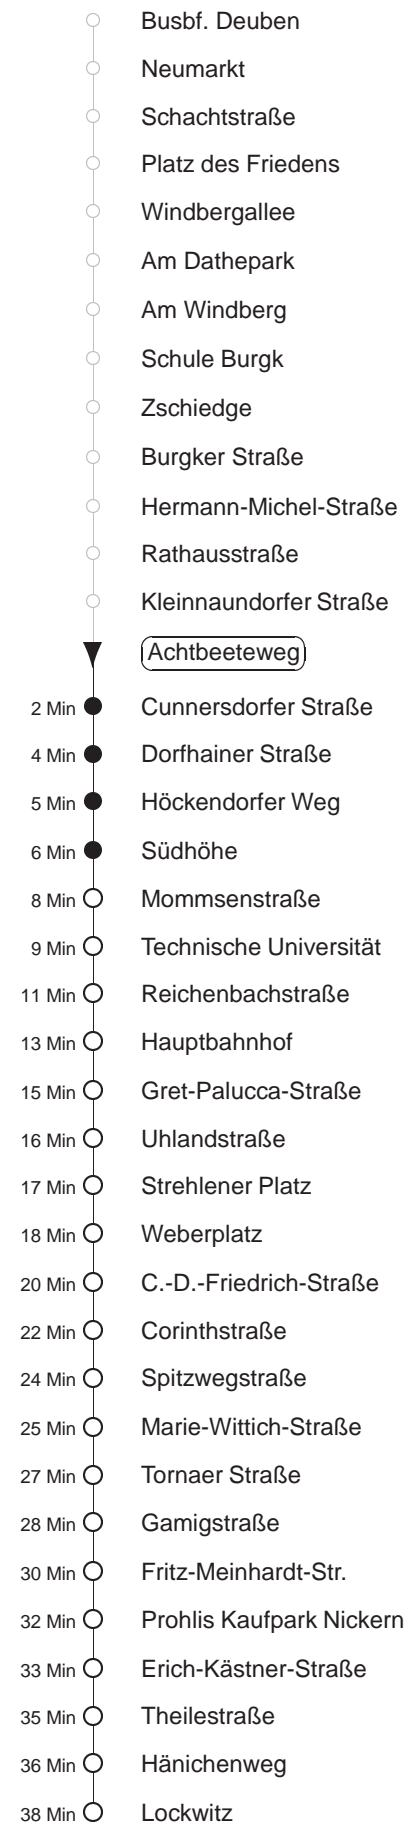 Busbf. Deuben
Neumarkt
Schachtstraße
Platz des Friedens
Windbergallee
Am Dathepark
Am Windberg
Schule Burgk
Zschiedge
Burgker Straße
Hermann-Michel-Straße
Rathausstraße
Kleinnaundorfer Straße
Achtbeeteweg
2 Min Cunnersdorfer Straße
4 Min Dorfhainer Straße
5 Min Höckendorfer Weg
6 Min Südhöhe
8 Min Mommsenstraße
9 Min Technische Universität
11 Min Reichenbachstraße
13 Min Hauptbahnhof
15 Min Gret-Palucca-Straße
16 Min Uhlandstraße
17 Min Strehlener Platz
18 Min Weberplatz
20 Min C.-D.-Friedrich-Straße
22 Min Corinthstraße
24 Min Spitzwegstraße
25 Min Marie-Wittich-Straße
27 Min Tornaer Straße
28 Min Gamigstraße
30 Min Fritz-Meinhardt-Str.
32 Min Prohlis Kaufpark Nickern
33 Min Erich-Kästner-Straße
35 Min Theilestraße
36 Min Hänichenweg
38 Min Lockwitz